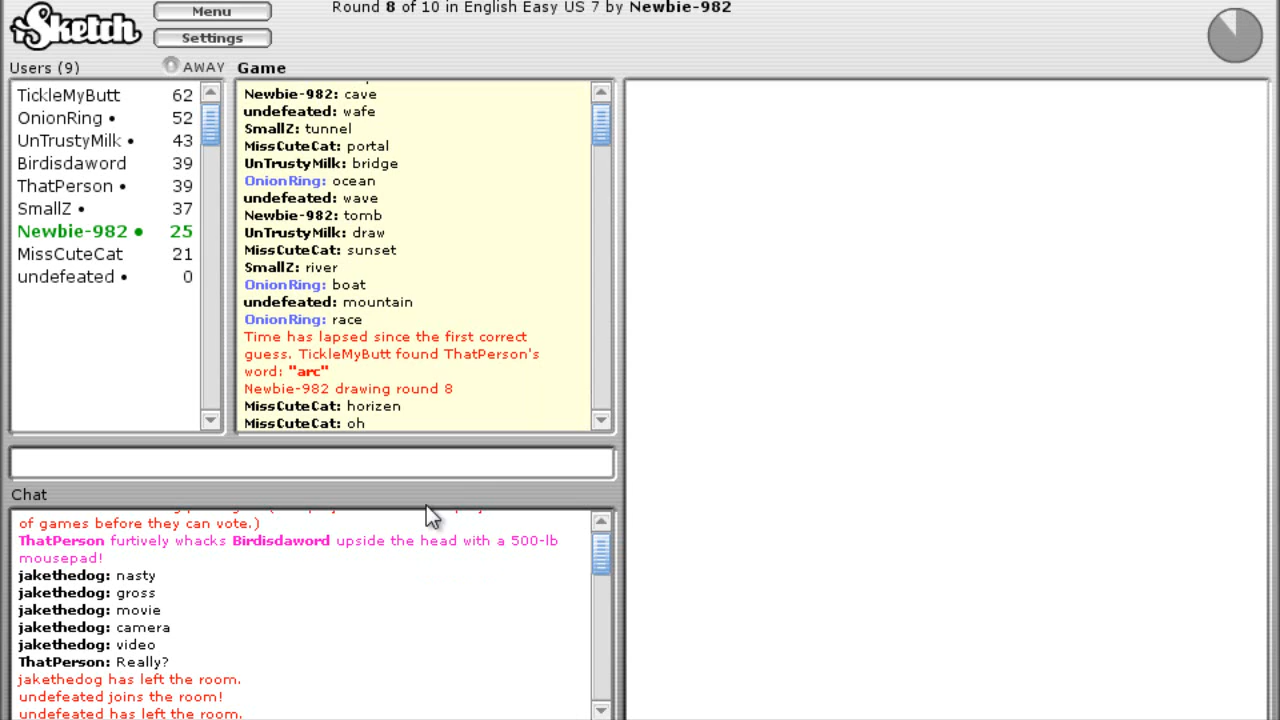 iSketch
Menu
Settings
Round 8 of 10 in English Easy US 7 by Newbie-982
Users (9)
AWAY
TickleMyButt 62
OnionRing • 52
UnTrustyMilk • 43
Birdisdaword 39
ThatPerson • 39
SmallZ • 37
Newbie-982 • 25
MissCuteCat 21
undefeated • 0
Game
Newbie-982: cave
undefeated: wafe
SmallZ: tunnel
MissCuteCat: portal
UnTrustyMilk: bridge
OnionRing: ocean
undefeated: wave
Newbie-982: tomb
UnTrustyMilk: draw
MissCuteCat: sunset
SmallZ: river
OnionRing: boat
undefeated: mountain
OnionRing: race
Time has lapsed since the first correct
guess. TickleMyButt found ThatPerson's
word: "arc"
Newbie-982 drawing round 8
MissCuteCat: horizen
MissCuteCat: oh
Chat
of games before they can vote.)
ThatPerson furtively whacks Birdisdaword upside the head with a 500-lb
mousepad!
jakethedog: nasty
jakethedog: gross
jakethedog: movie
jakethedog: camera
jakethedog: video
ThatPerson: Really?
jakethedog has left the room.
undefeated joins the room!
undefeated has left the room.